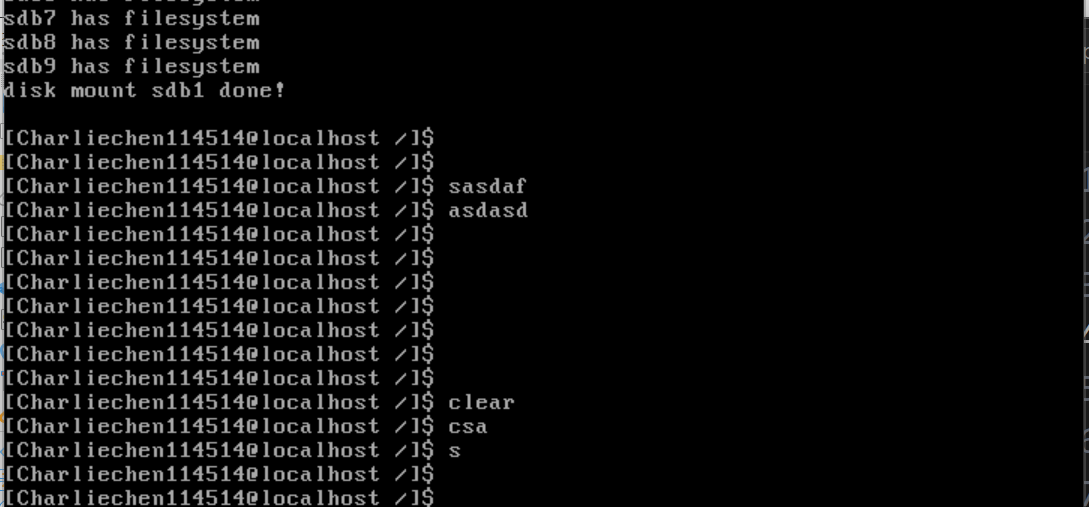 sdb7 has filesystem
sdb8 has filesystem
sdb9 has filesystem
disk mount sdb1 done!
[Charliechen114514@localhost /]$
[Charliechen114514@localhost /]$
[Charliechen114514@localhost /]$ sasdaf
[Charliechen114514@localhost /]$ asdasd
[Charliechen114514@localhost /]$
[Charliechen114514@localhost /]$
[Charliechen114514@localhost /]$
[Charliechen114514@localhost /]$
[Charliechen114514@localhost /]$
[Charliechen114514@localhost /]$
[Charliechen114514@localhost /]$
[Charliechen114514@localhost /]$ clear
[Charliechen114514@localhost /]$ csa
[Charliechen114514@localhost /]$ s
[Charliechen114514@localhost /]$
[Charliechen114514@localhost /]$